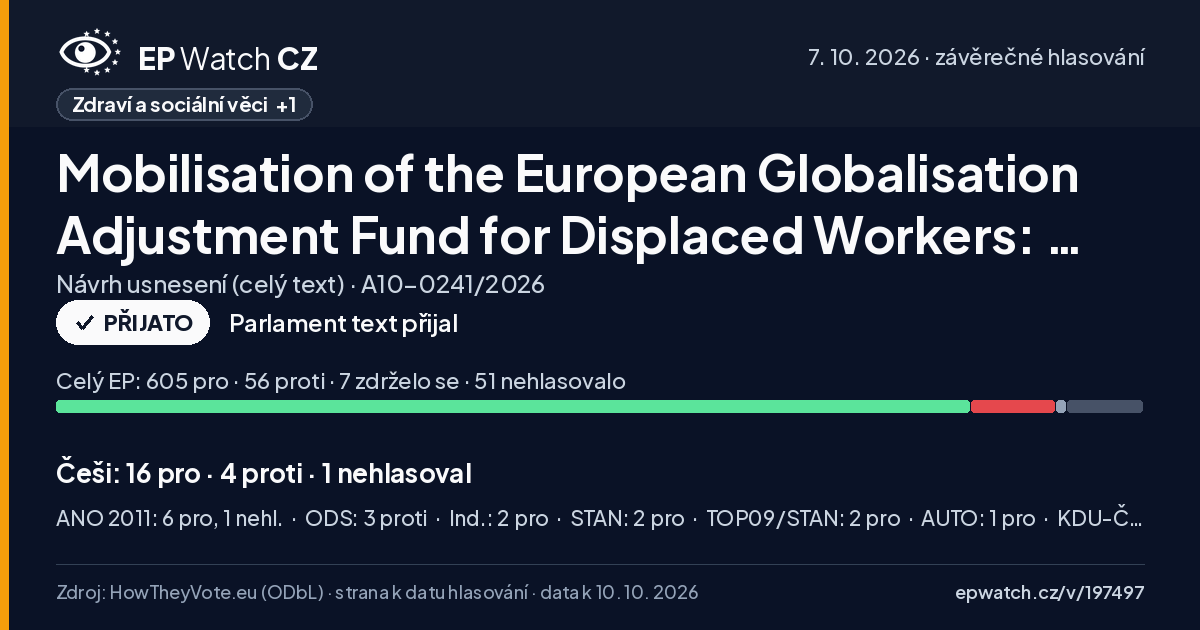 EP Watch CZ
7. 10. 2026 · závěrečné hlasování
Zdraví a sociální věci +1
Mobilisation of the European Globalisation
Adjustment Fund for Displaced Workers: …
Návrh usnesení (celý text) · A10–0241/2026
✓ PŘIJATO Parlament text přijal
Celý EP: 605 pro · 56 proti · 7 zdrželo se · 51 nehlasovalo
Češi: 16 pro · 4 proti · 1 nehlasoval
ANO 2011: 6 pro, 1 nehl. · ODS: 3 proti · Ind.: 2 pro · STAN: 2 pro · TOP09/STAN: 2 pro · AUTO: 1 pro · KDU-Č…
Zdroj: HowTheyVote.eu (ODbL) · strana k datu hlasování · data k 10. 10. 2026
epwatch.cz/v/197497